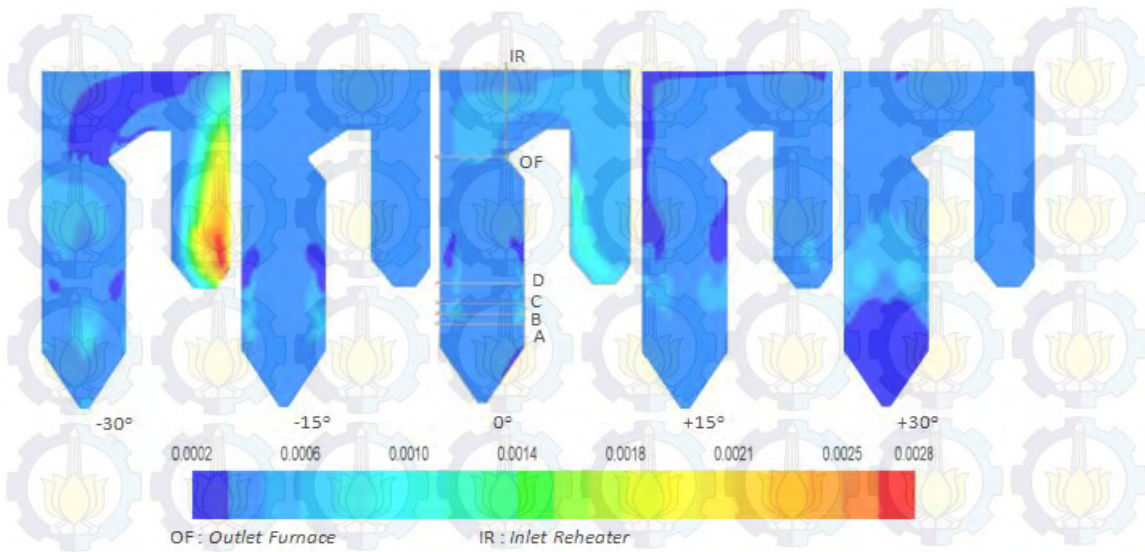 IR
OF
D
C
B
A
-30° -15° 0° +15° +30°
0.0002 0.0006 0.0010 0.0014 0.0018 0.0021 0.0025 0.0028
OF : Outlet Furnace IR : Inlet Reheater